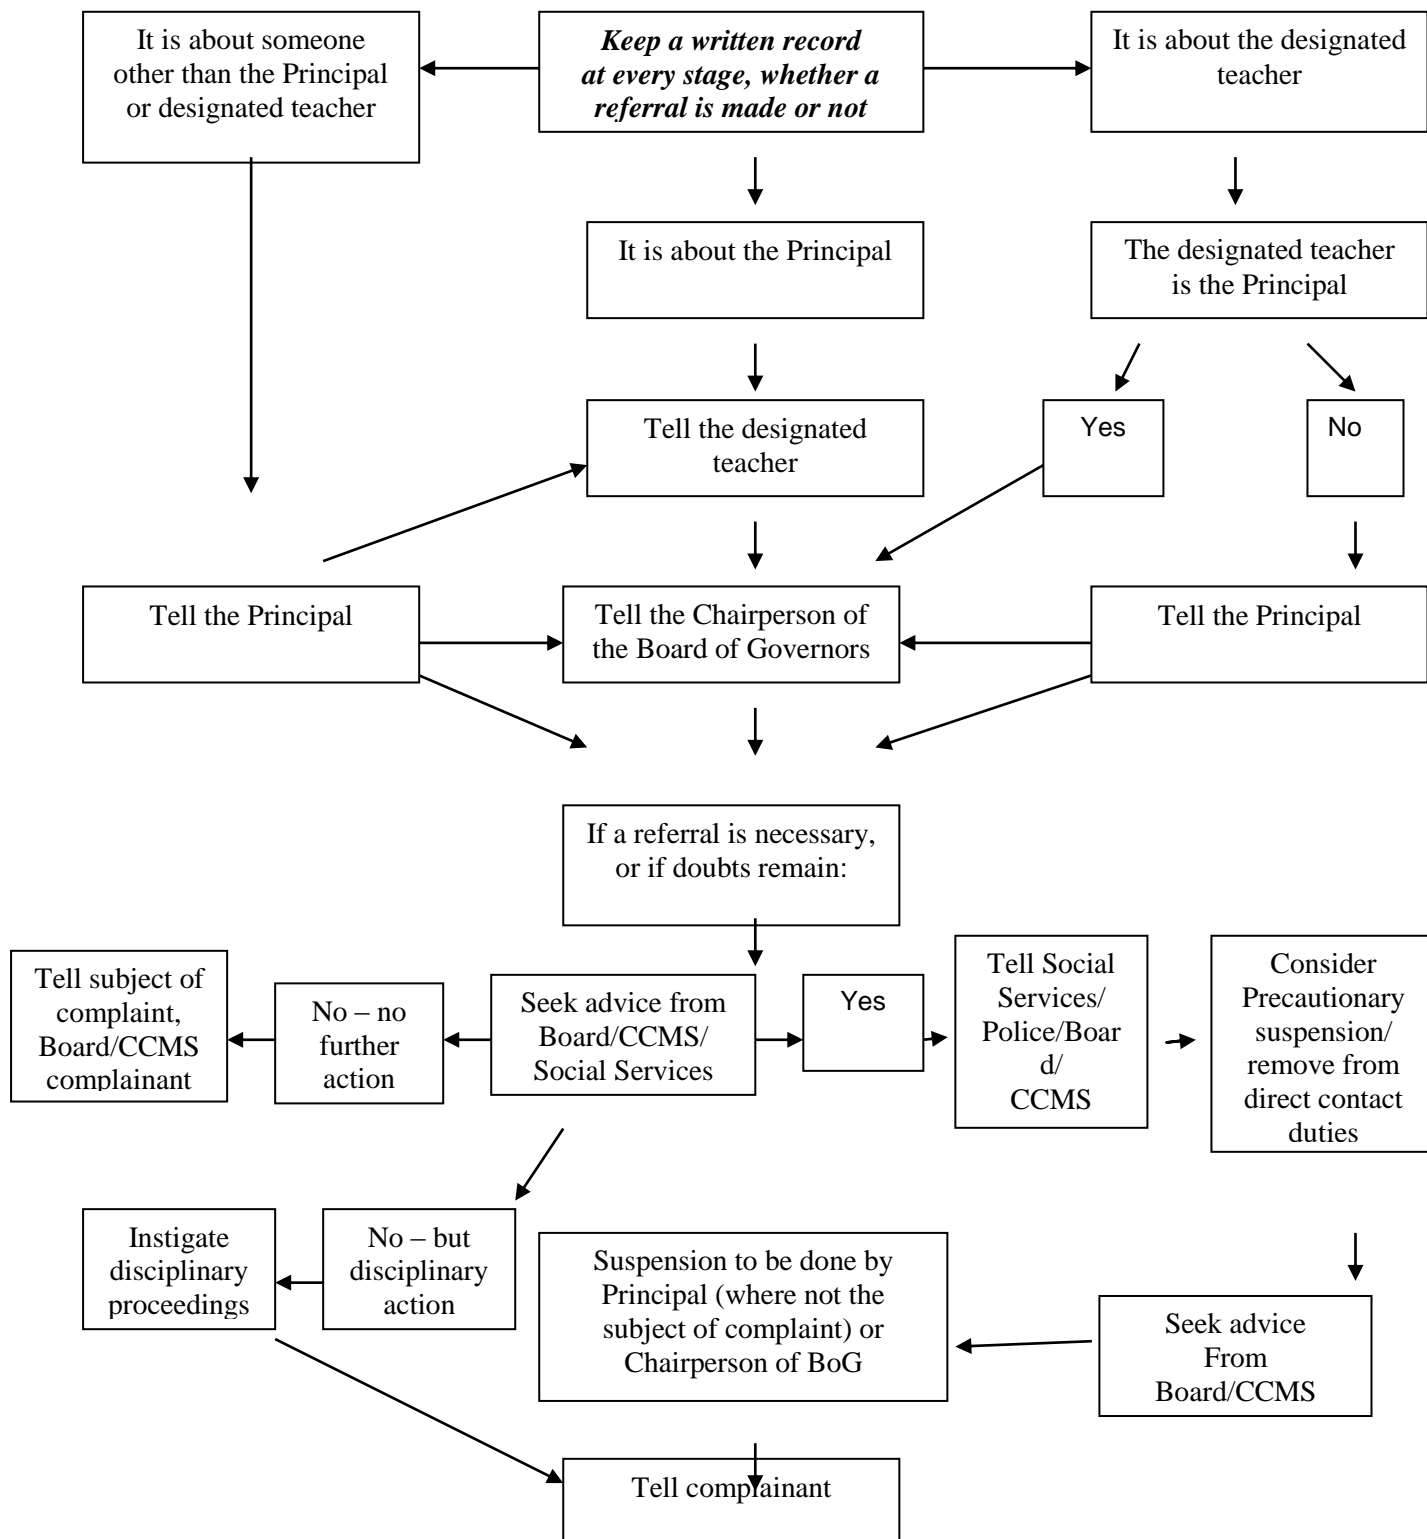 It is about someone
other than the Principal
or designated teacher
Keep a written record
at every stage, whether a
referral is made or not
It is about the designated
teacher
It is about the Principal
The designated teacher
is the Principal
Tell the designated
teacher
Yes
No
Tell the Principal
Tell the Chairperson of
the Board of Governors
Tell the Principal
If a referral is necessary,
or if doubts remain:
Tell subject of
complaint,
Board/CCMS
complainant
No – no
further
action
Seek advice from
Board/CCMS/
Social Services
Yes
Tell Social
Services/
Police/Boar
d/
CCMS
Consider
Precautionary
suspension/
remove from
direct contact
duties
Instigate
disciplinary
proceedings
No – but
disciplinary
action
Suspension to be done by
Principal (where not the
subject of complaint) or
Chairperson of BoG
Seek advice
From
Board/CCMS
Tell complainant